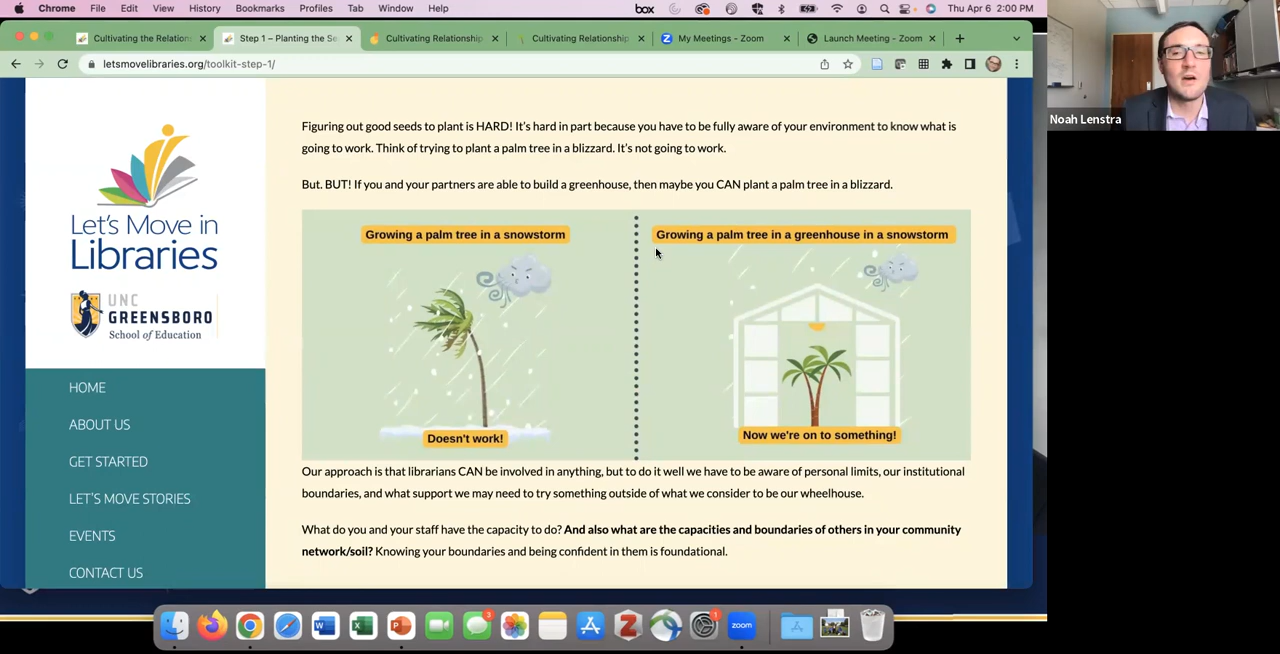 Chrome File Edit View History Bookmarks Profiles Tab Window Help box Thu Apr 6 2:00 PM
Cultivating the Relation Step 1 – Planting the Se Cultivating Relationship Cultivating Relationship My Meetings - Zoom Launch Meeting - Zoom
letsmovelibraries.org/toolkit-step-1/
Noah Lenstra
Let's Move in
Libraries
UNC
GREENSBORO
School of Education
HOME
ABOUT US
GET STARTED
LET'S MOVE STORIES
EVENTS
CONTACT US
Figuring out good seeds to plant is HARD! It's hard in part because you have to be fully aware of your environment to know what is
going to work. Think of trying to plant a palm tree in a blizzard. It's not going to work.
But. BUT! If you and your partners are able to build a greenhouse, then maybe you CAN plant a palm tree in a blizzard.
Growing a palm tree in a snowstorm
Doesn't work!
Growing a palm tree in a greenhouse in a snowstorm
Now we're on to something!
Our approach is that librarians CAN be involved in anything, but to do it well we have to be aware of personal limits, our institutional
boundaries, and what support we may need to try something outside of what we consider to be our wheelhouse.
What do you and your staff have the capacity to do? And also what are the capacities and boundaries of others in your community
network/soil? Knowing your boundaries and being confident in them is foundational.
3
1
zoom